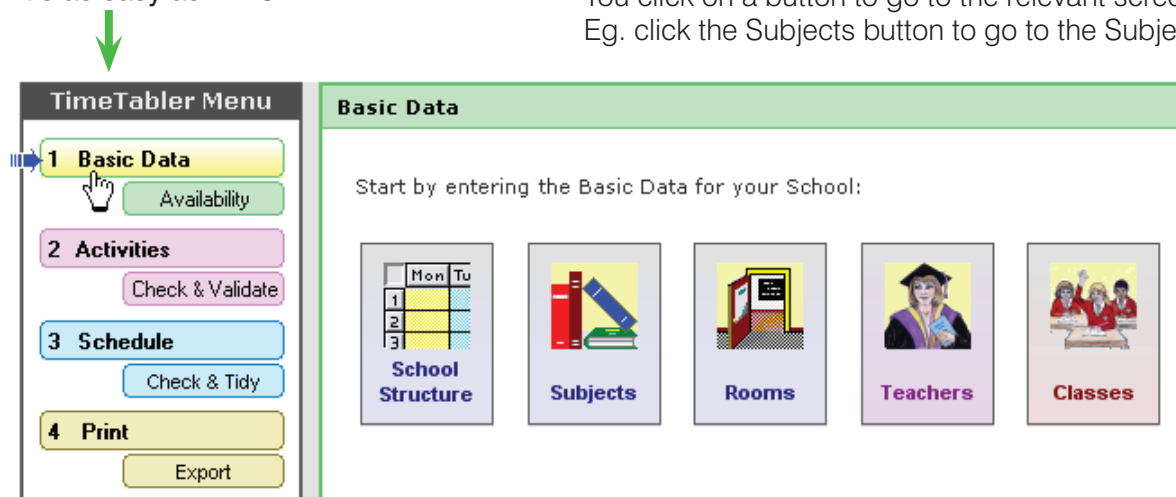 You click on a button to go to the relevant
Eg. click the Subjects button to go to the
TimeTabler Menu
1 Basic Data
Availability
2 Activities
Check & Validate
3 Schedule
Check & Tidy
4 Print
Export
Basic Data
Start by entering the Basic Data for your School:
Mon Tu
1
2
3
School
Structure
Subjects
Rooms
Teachers
Classes